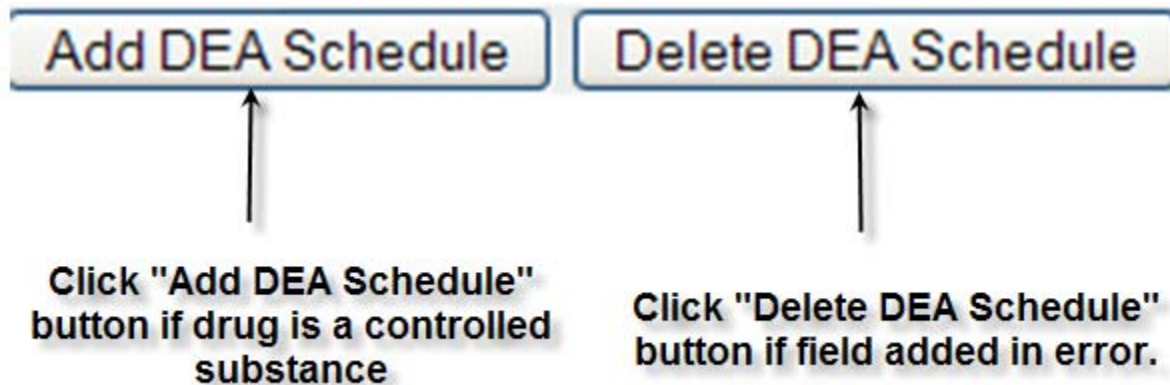 Add DEA Schedule
Delete DEA Schedule
Click "Add DEA Schedule"
button if drug is a controlled
substance
Click "Delete DEA Schedule"
button if field added in error.